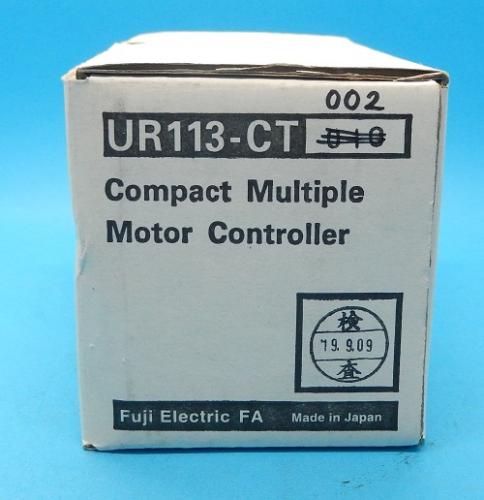 002
UR113-CT 010
Compact Multiple
Motor Controller
検
19.9.09
査
Fuji Electric FA Made in Japan